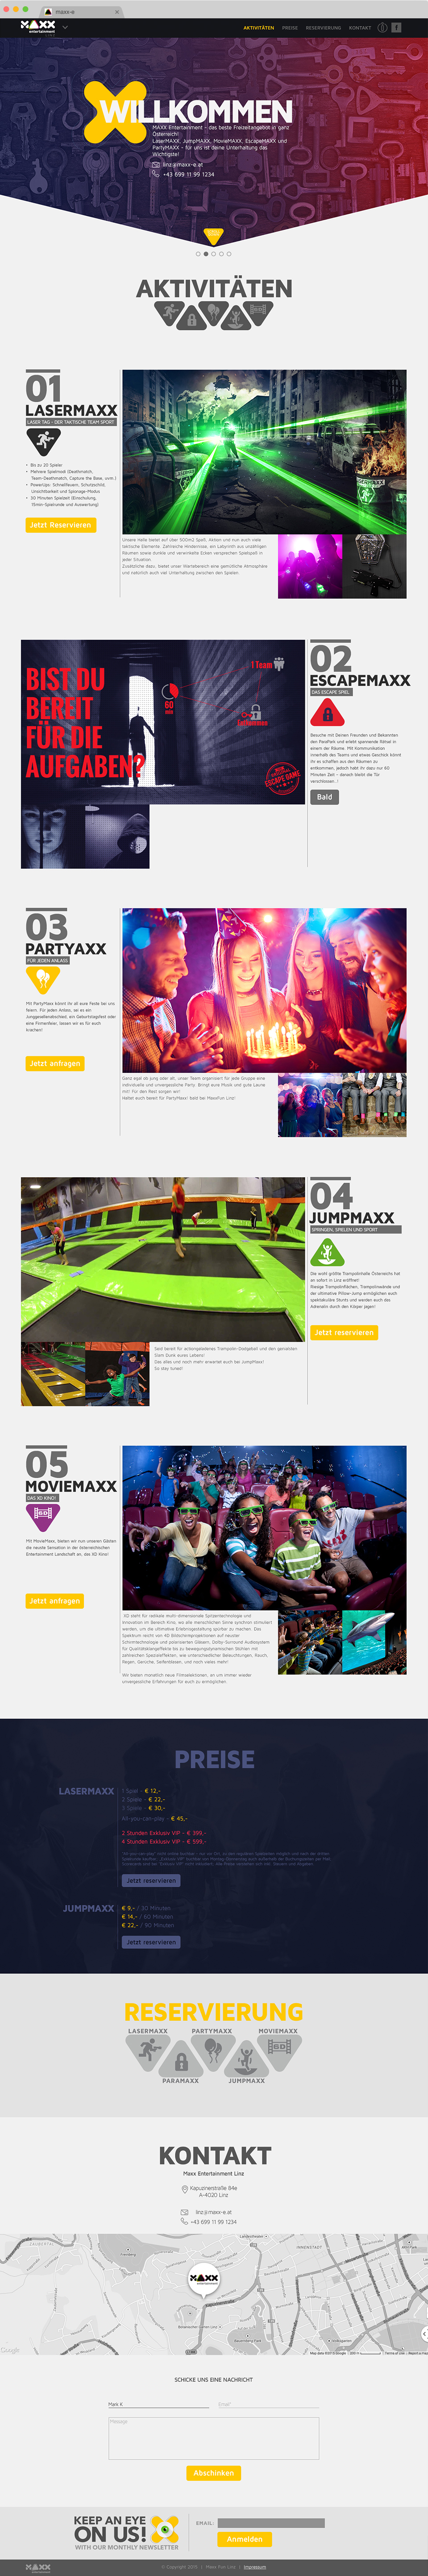 maxx-e
MAXX
entertainment
AKTIVITÄTEN PREISE RESERVIERUNG KONTAKT
WILLKOMMEN
MAXX Entertainment - das beste Freizeitangebot in ganz
Österreich!
LaserMAXX, JumpMAXX, MovieMAXX, EscapeMAXX und
PartyMAXX - für uns ist deine Unterhaltung das
Wichtigste!
linz@maxx-e.at
+43 699 11 99 1234
AKTIVITÄTEN
01
LASERMAXX
LASER TAG - DER TAKTISCHE TEAM SPORT
• Bis zu 20 Spieler
• Mehrere Spielmodi (Deathmatch,
Team-Deathmatch, Capture the Base, uvm.)
• PowerUps: Schnellfeuern, Schutzschild,
Unsichtbarkeit und Spionage-Modus
• 30 Minuten Spielzeit (Einschulung,
15min-Spielrunde und Auswertung)
Jetzt Reservieren
Unsere Halle bietet auf über 500m2 Spaß, Aktion und nun auch viele
taktische Elemente. Zahlreiche Hindernisse, ein Labyrinth aus unzähligen
Räumen sowie dunkle und verwinkelte Ecken versprechen Spielspaß in
jeder Situation.
Zusätzliche dazu, bietet unser Wartebereich eine gemütliche Atmosphäre
und natürlich auch viel Unterhaltung zwischen den Spielen.
BIST DU
BEREIT
FÜR DIE
AUFGABEN?
1 Team
60
min
ESCAPE GAME
02
ESCAPEMAXX
DAS ESCAPE SPIEL
Besuche mit Deinen Freunden und Bekannten
den ParaPark und erlebt spannende Rätsel in
einem der Räume. Mit Kommunikation
innerhalb des Teams und etwas Geschick könnt
ihr es schaffen aus den Räumen zu
entkommen, jedoch habt ihr dazu nur 60
Minuten Zeit - danach bleibt die Tür
verschlossen. /
Bald
03
PARTYAXX
FÜR JEDEN ANLASS
Mit PartyMaxx könnt ihr all eure Feste bei uns
feiern. Für jeden Anlass, sei es ein
Junggesellenabschied, ein Geburtstagsfest oder
eine Firmenfeier, lassen wir es für euch
krachen!
Jetzt anfragen
Ganz egal ob jung oder alt, unser Team organisiert für jede Gruppe eine
individuelle und unvergessliche Party. Bringt eure Musik und gute Laune
mit! Für den Rest sorgen wir!
Haltet euch bereit für PartyMaxx! bald bei MaxxFun Linz!
04
JUMPMAXX
SPRINGEN, SPIELEN UND SPORT
Die wohl größte Trampolinhalle Österreichs hat
ab sofort in Linz eröffnet!
Riesige Trampolinflächen, Trampolinwände und
der ultimative Pillow-Jump ermöglichen euch
spektakuläre Stunts und werden euch das
Adrenalin durch den Körper jagen!
Jetzt reservieren
Seid bereit für actiongeladenes Trampolin-Dodgeball und den genialsten
Slam Dunk eures Lebens!
Das alles und noch mehr erwartet euch bei JumpMaxx!
So stay tuned!
05
MOVIEMAXX
DAS XD KINO!
Mit MovieMaxx, bieten wir nun unseren Gästen
die neuste Sensation in der österreichischen
Entertainment Landschaft an, das XD Kino!
Jetzt anfragen
XD steht für radikale multi-dimensionale Spitzentechnologie und
Innovation im Bereich Kino, wo alle menschlichen Sinne synchron stimuliert
werden, um die ultimative Erlebnisgestaltung spürbar zu machen. Das
Spektrum reicht von 4D Bildschirmprojektionen auf neuster
Schirmtechnologie und polarisierten Gläsern, Dolby-Surround Audiosystem
für Qualitätsklangeffekte bis zu bewegungsdynamischen Stühlen mit
zahlreichen Spezialeffekten, wie unterschiedlicher Beleuchtungen, Rauch,
Regen, Gerüche, Seifenblasen, und noch vieles mehr!
Wir bieten monatlich neue Filmselektionen, an um immer wieder
unvergessliche Erfahrungen für euch zu ermöglichen.
PREISE
LASERMAXX
1 Spiel - € 12,-
2 Spiele - € 22,-
3 Spiele - € 30,-
All-you-can-play - € 45,-
2 Stunden Exklusiv VIP - € 399,-
4 Stunden Exklusiv VIP - € 599,-
Jetzt reservieren
JUMPMAXX
€ 9,- / 30 Minuten
€ 14,- / 60 Minuten
€ 22,- / 90 Minuten
Jetzt reservieren
RESERVIERUNG
LASERMAXX PARTYMAXX MOVIEMAXX
6D
PARAMAXX JUMPMAXX
KONTAKT
Maxx Entertainment Linz
Kapuzinerstraße 84e
A-4020 Linz
linz@maxx-e.at
+43 699 11 99 1234
INNERSTADT
MAXX
entertainment
Google
SCHICKE UNS EINE NACHRICHT
Mark K
Email*
Message
Abschinken
KEEP AN EYE
ON US!
WITH OUR MONTHLY NEWSLETTER
EMAIL:
Anmelden
MAXX
© Copyright 2015 | Maxx Fun Linz | Impressum